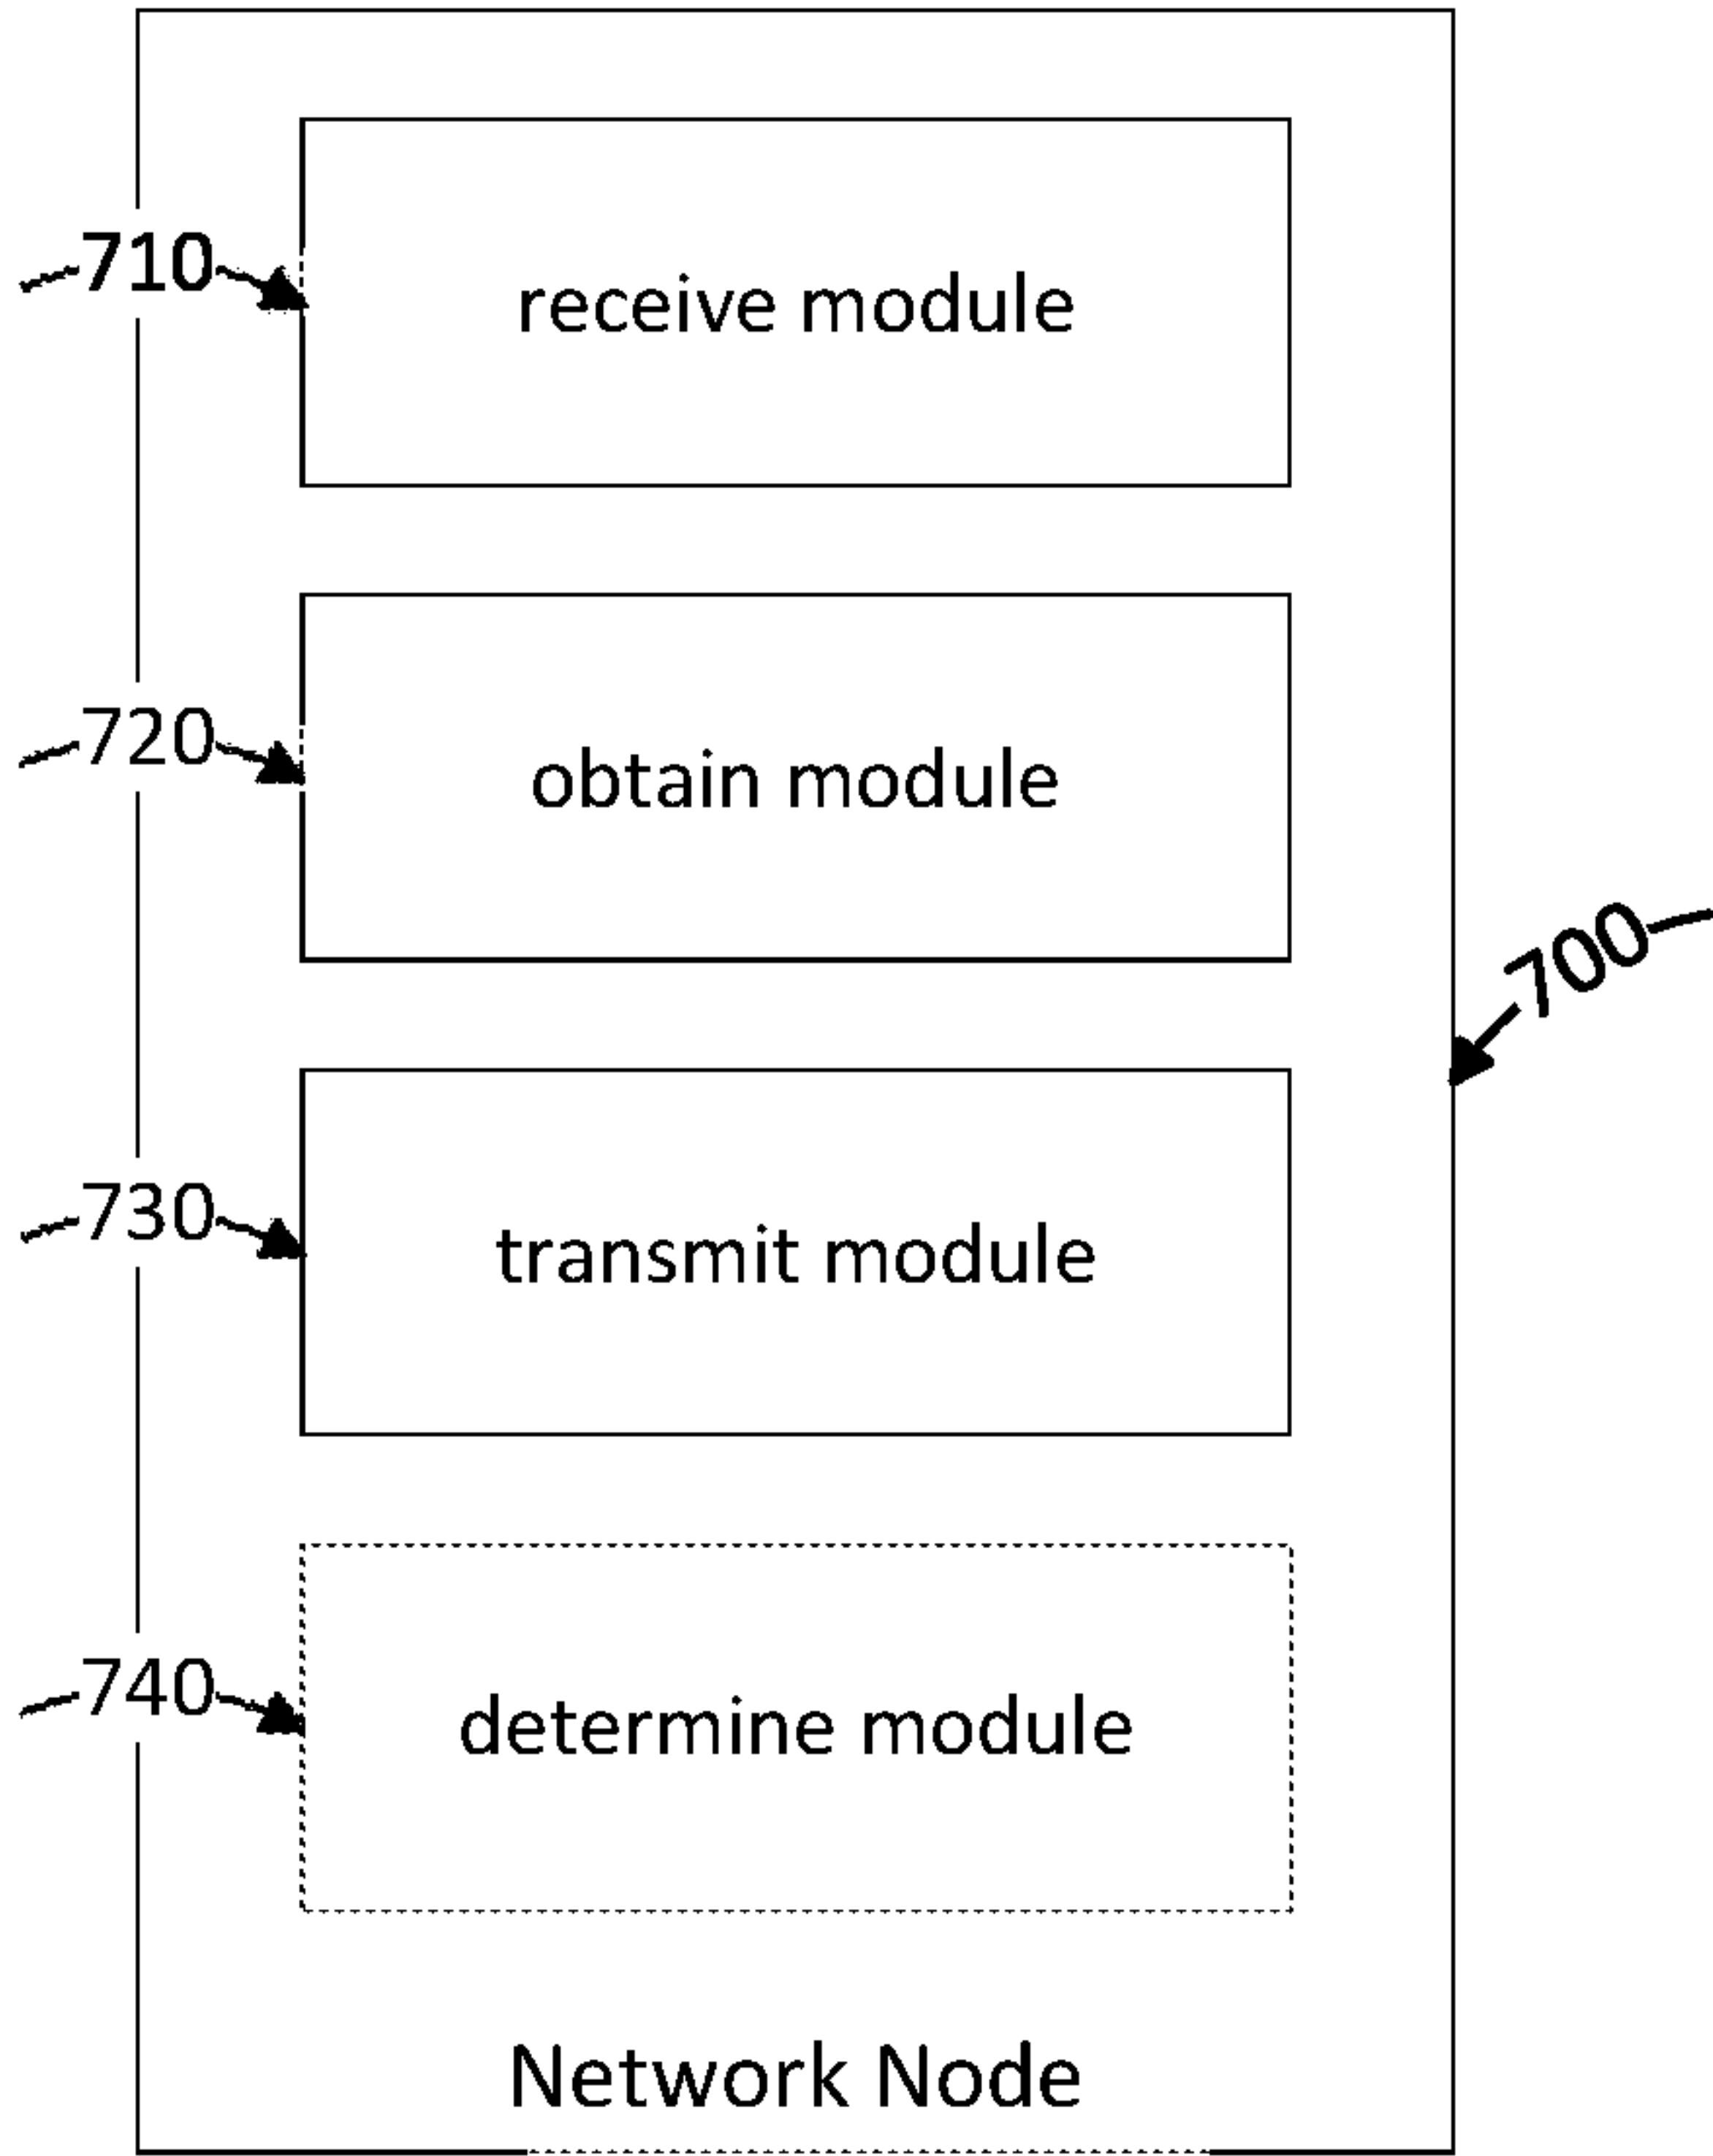 710
receive module
720
obtain module
700
730
transmit module
740
determine module
Network Node